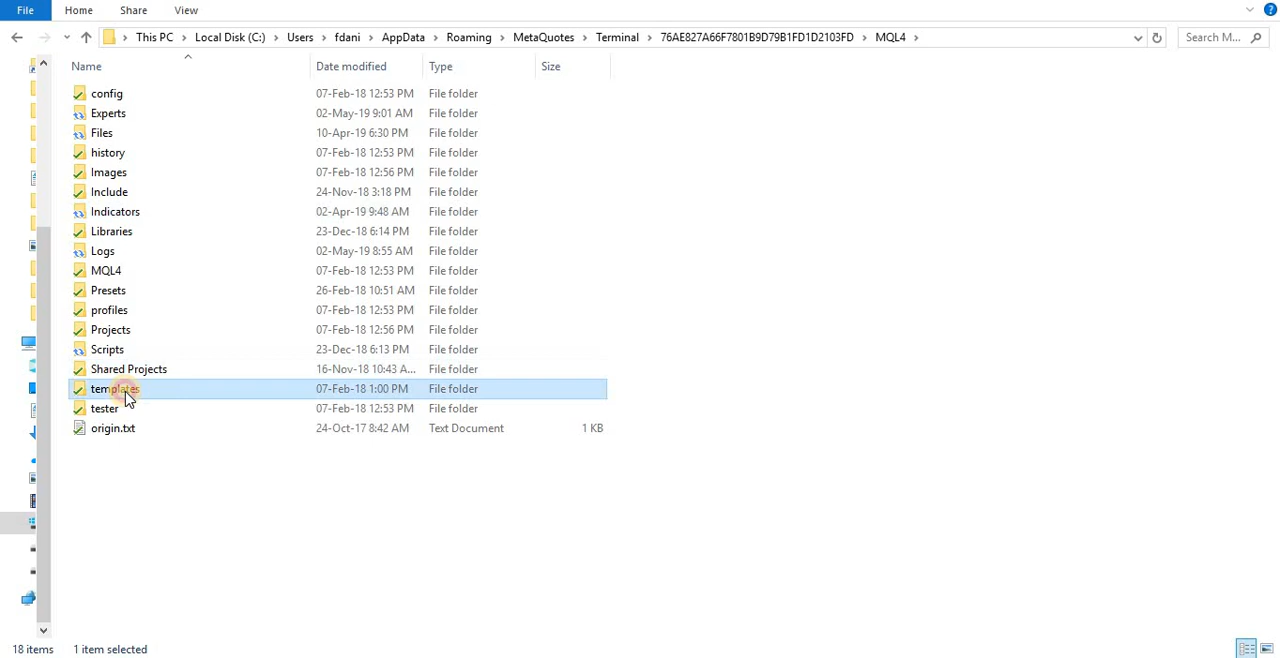 File Home Share View
This PC > Local Disk (C:) > Users > fdani > AppData > Roaming > MetaQuotes > Terminal > 76AE827A66F7801B9D79B1FD1D2103FD > MQL4 > Search M...
Name Date modified Type Size
config 07-Feb-18 12:53 PM File folder
Experts 02-May-19 9:01 AM File folder
Files 10-Apr-19 6:30 PM File folder
history 07-Feb-18 12:53 PM File folder
Images 07-Feb-18 12:56 PM File folder
Include 24-Nov-18 3:18 PM File folder
Indicators 02-Apr-19 9:48 AM File folder
Libraries 23-Dec-18 6:14 PM File folder
Logs 02-May-19 8:55 AM File folder
MQL4 07-Feb-18 12:53 PM File folder
Presets 26-Feb-18 10:51 AM File folder
profiles 07-Feb-18 12:53 PM File folder
Projects 07-Feb-18 12:56 PM File folder
Scripts 23-Dec-18 6:13 PM File folder
Shared Projects 16-Nov-18 10:43 A... File folder
templates 07-Feb-18 1:00 PM File folder
tester 07-Feb-18 12:53 PM File folder
origin.txt 24-Oct-17 8:42 AM Text Document 1 KB
18 items 1 item selected